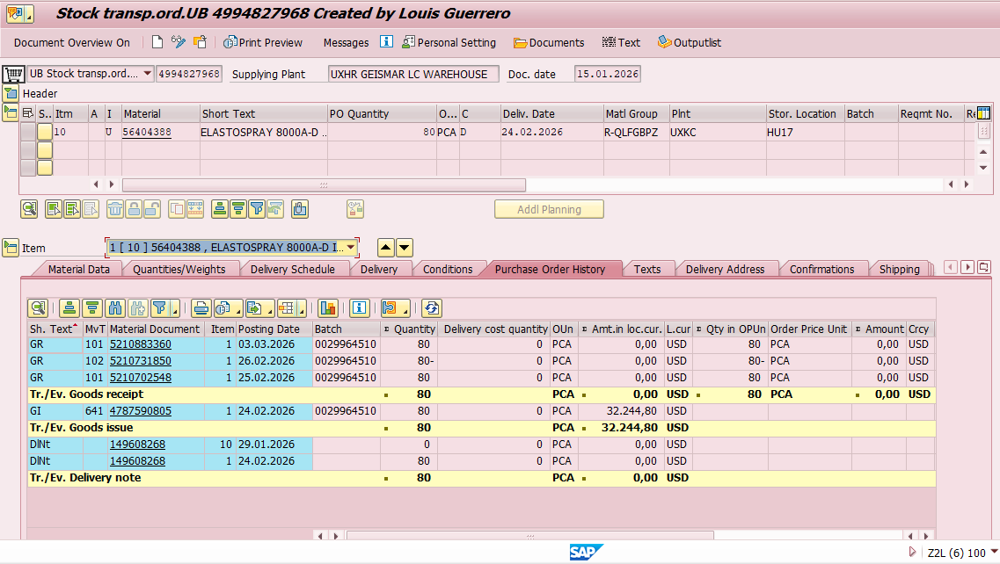 Stock transp.ord.UB 4994827968 Created by Louis Guerrero
Document Overview On Print Preview Messages Personal Setting Documents Text Outputlist
UB Stock transp.ord.... 4994827968 Supplying Plant UXHR GEISMAR LC WAREHOUSE Doc. date 15.01.2026
Header
S.. Itm A I Material Short Text PO Quantity O... C Deliv. Date Matl Group Plnt Stor. Location Batch Reqmt No. Re
10 U 56404388 ELASTOSPRAY 8000A-D .. 80 PCA D 24.02.2026 R-QLFGBPZ UXKC HU17
Addl Planning
Item 1 [ 10 ] 56404388 , ELASTOSPRAY 8000A-D I...
Material Data Quantities/Weights Delivery Schedule Delivery Conditions Purchase Order History Texts Delivery Address Confirmations Shipping
Sh. Text MvT Material Document Item Posting Date Batch Σ Quantity Delivery cost quantity OUn Σ Amt.in loc.cur. L.cur Σ Qty in OPUn Order Price Unit Σ Amount Crcy
GR 101 5210883360 1 03.03.2026 0029964510 80 0 PCA 0,00 USD 80 PCA 0,00 USD
GR 102 5210731850 1 26.02.2026 0029964510 80- 0 PCA 0,00 USD 80- PCA 0,00 USD
GR 101 5210702548 1 25.02.2026 0029964510 80 0 PCA 0,00 USD 80 PCA 0,00 USD
Tr./Ev. Goods receipt 80 PCA 0,00 USD 80 PCA 0,00 USD
GI 641 4787590805 1 24.02.2026 0029964510 80 0 PCA 32.244,80 USD
Tr./Ev. Goods issue 80 PCA 32.244,80 USD
DlNt 149608268 10 29.01.2026 0 0 PCA 0,00 USD
DlNt 149608268 1 24.02.2026 80 0 PCA 0,00 USD
Tr./Ev. Delivery note 80 PCA 0,00 USD
SAP Z2L (6) 100